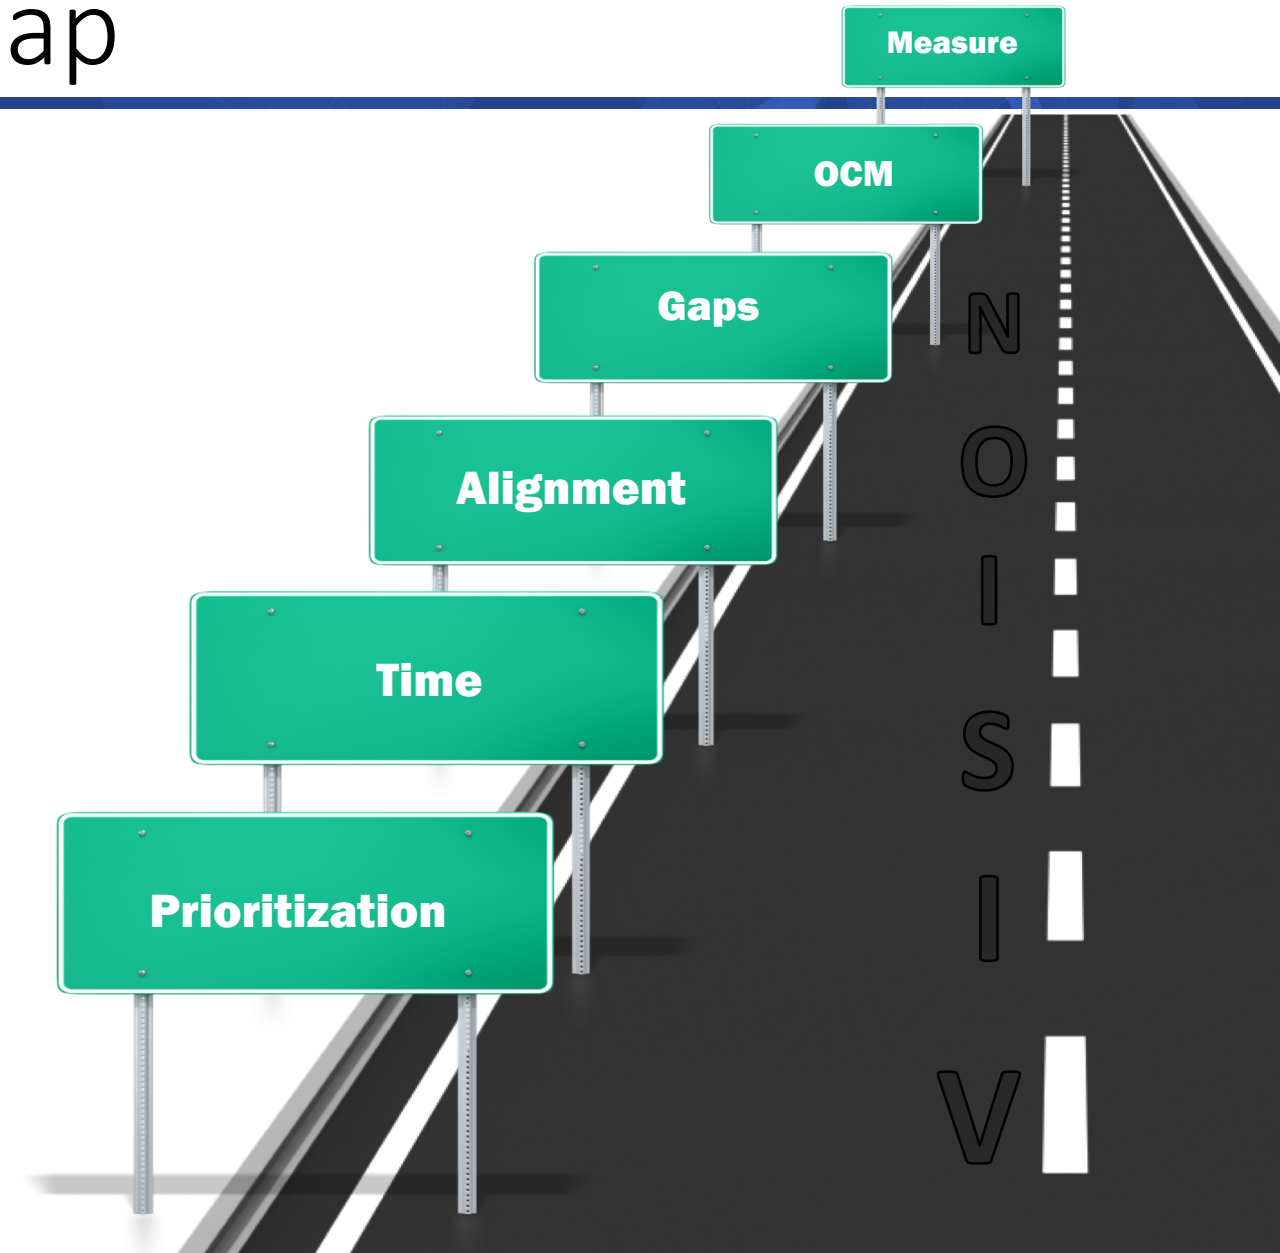 ap
Measure
OCM
Gaps
Alignment
Time
Prioritization
N
O
I
S
I
V